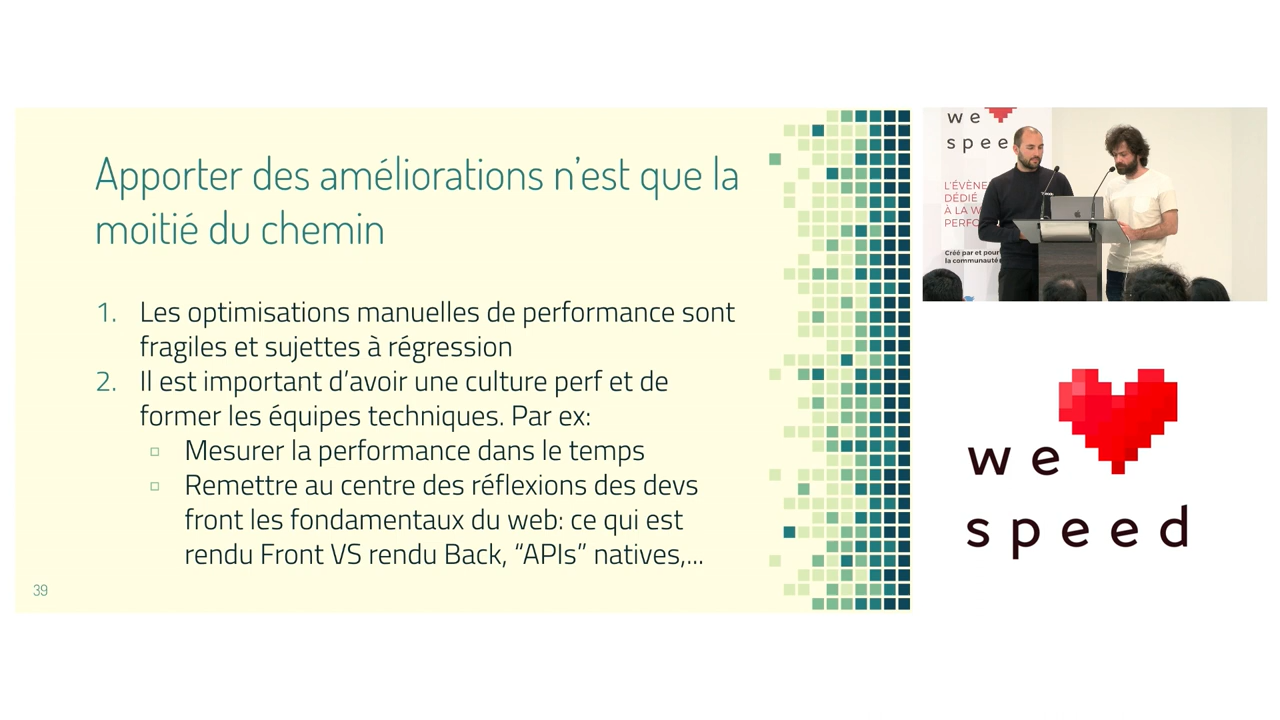 Apporter des améliorations n’est que la
moitié du chemin
1. Les optimisations manuelles de performance sont
fragiles et sujettes à régression
2. Il est important d’avoir une culture perf et de
former les équipes techniques. Par ex:
Mesurer la performance dans le temps
Remettre au centre des réflexions des devs
front les fondamentaux du web: ce qui est
rendu Front VS rendu Back, “APIs” natives,...
39
we
spee
L’ÉVÈNE
DÉDIÉ
À LA W
PERFO
Créé par et pour
la communauté
we
speed